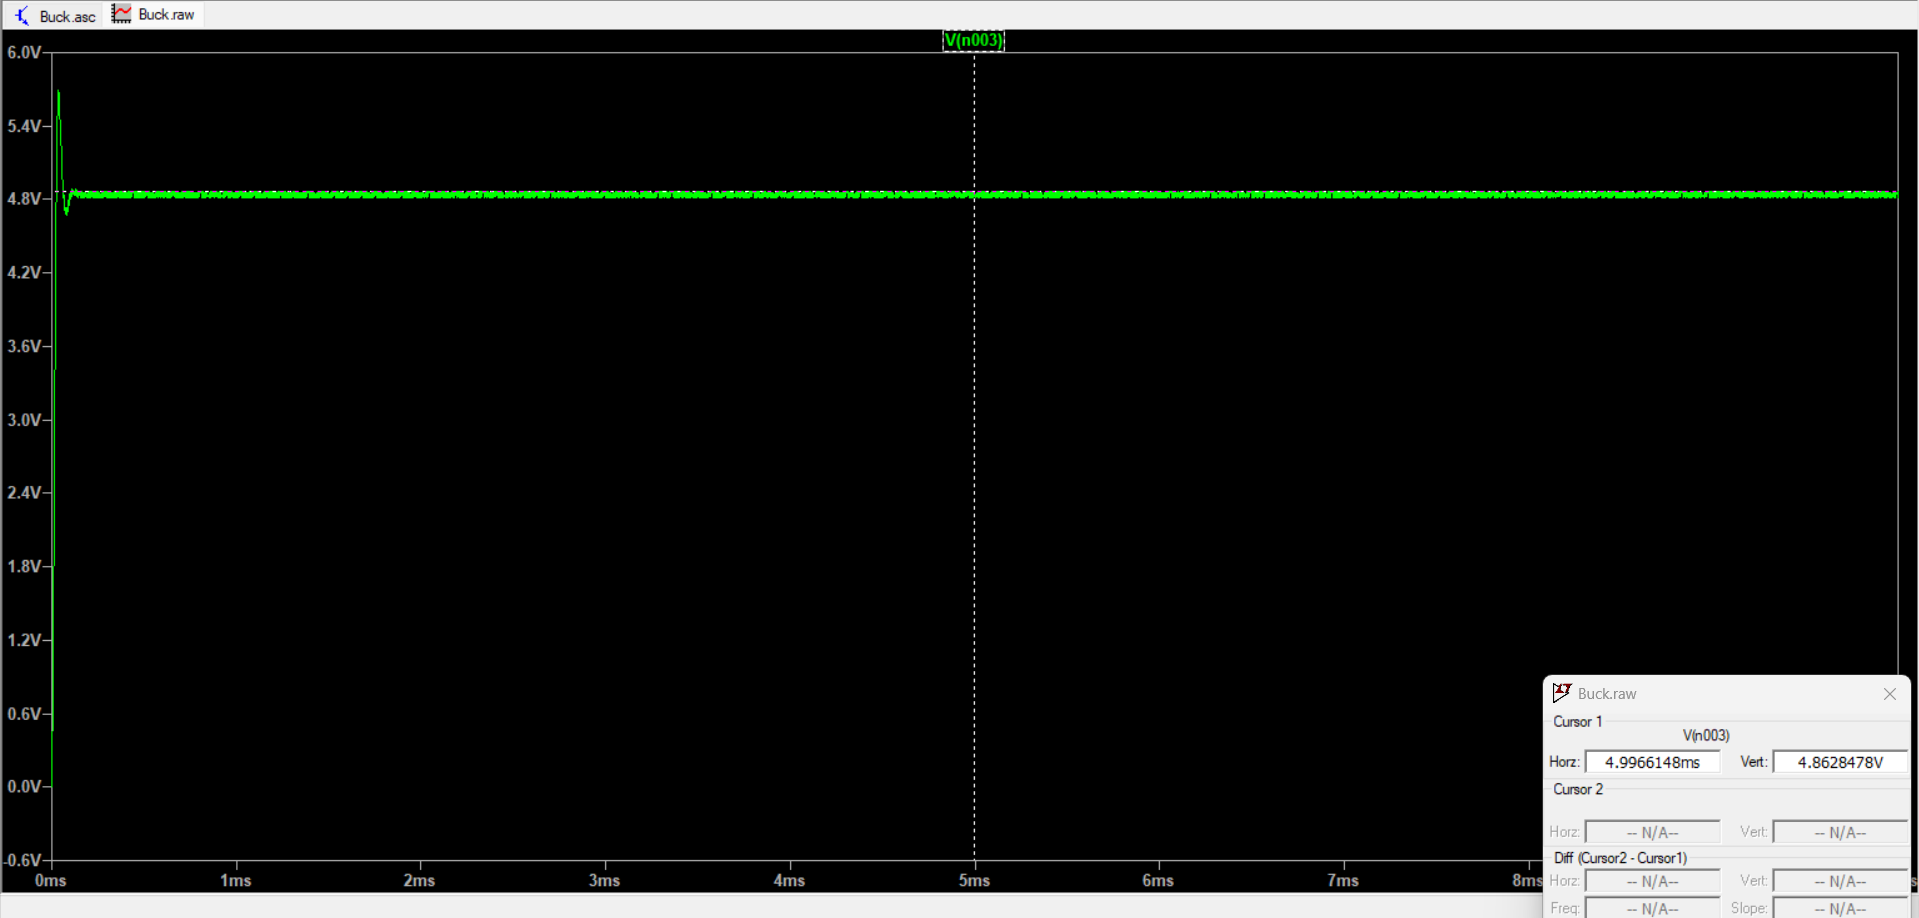 Buck.asc Buck.raw
V(n003)
6.0V
5.4V
4.8V
4.2V
3.6V
3.0V
2.4V
1.8V
1.2V
0.6V
0.0V
-0.6V
0ms 1ms 2ms 3ms 4ms 5ms 6ms 7ms 8ms
Buck.raw
Cursor 1
V(n003)
Horz: 4.9966148ms Vert: 4.8628478V
Cursor 2
Horz: -- N/A-- Vert: -- N/A--
Diff (Cursor2 - Cursor1)
Horz: -- N/A-- Vert: -- N/A--
Freq: -- N/A-- Slope: -- N/A--